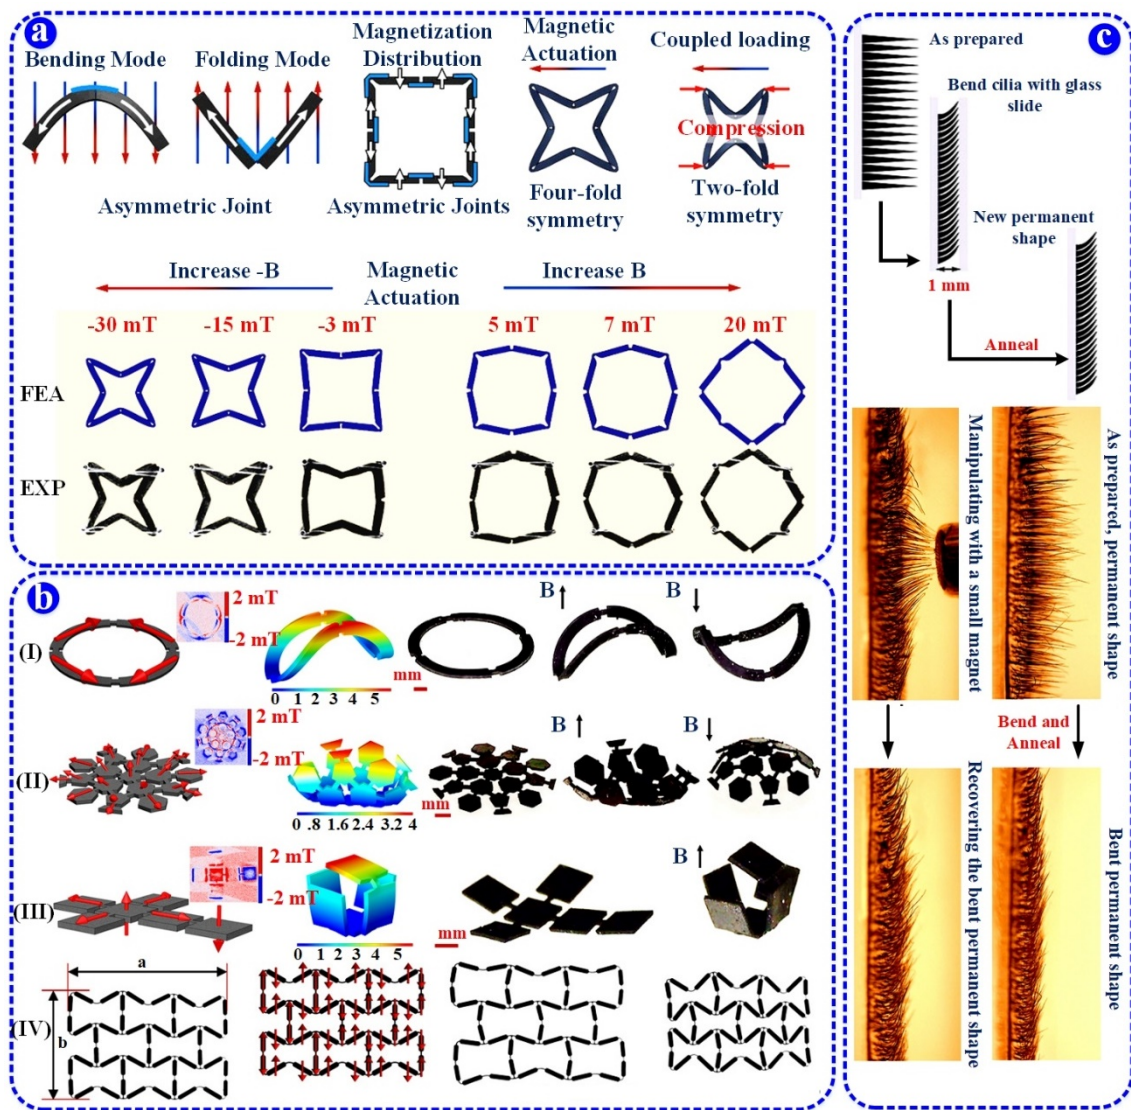 a
Bending Mode
Folding Mode
Magnetization
Distribution
Magnetic
Actuation
Coupled loading
Compression
Asymmetric Joint
Asymmetric Joints
Four-fold
symmetry
Two-fold
symmetry
Increase -B
Magnetic
Actuation
Increase B
-30 mT
-15 mT
-3 mT
5 mT
7 mT
20 mT
FEA
EXP
b
(I)
2 mT
-2 mT
0 1 2 3 4 5
mm
B
B
(II)
2 mT
-2 mT
0 .8 1.6 2.4 3.2 4
mm
B
B
(III)
2 mT
-2 mT
0 1 2 3 4 5
mm
B
(IV)
a
b
c
As prepared
Bend cilia with glass
slide
New permanent
shape
1 mm
Anneal
Manipulating with a small magnet
As prepared, permanent shape
Bend and
Anneal
Recovering the bent permanent shape
Bent permanent shape